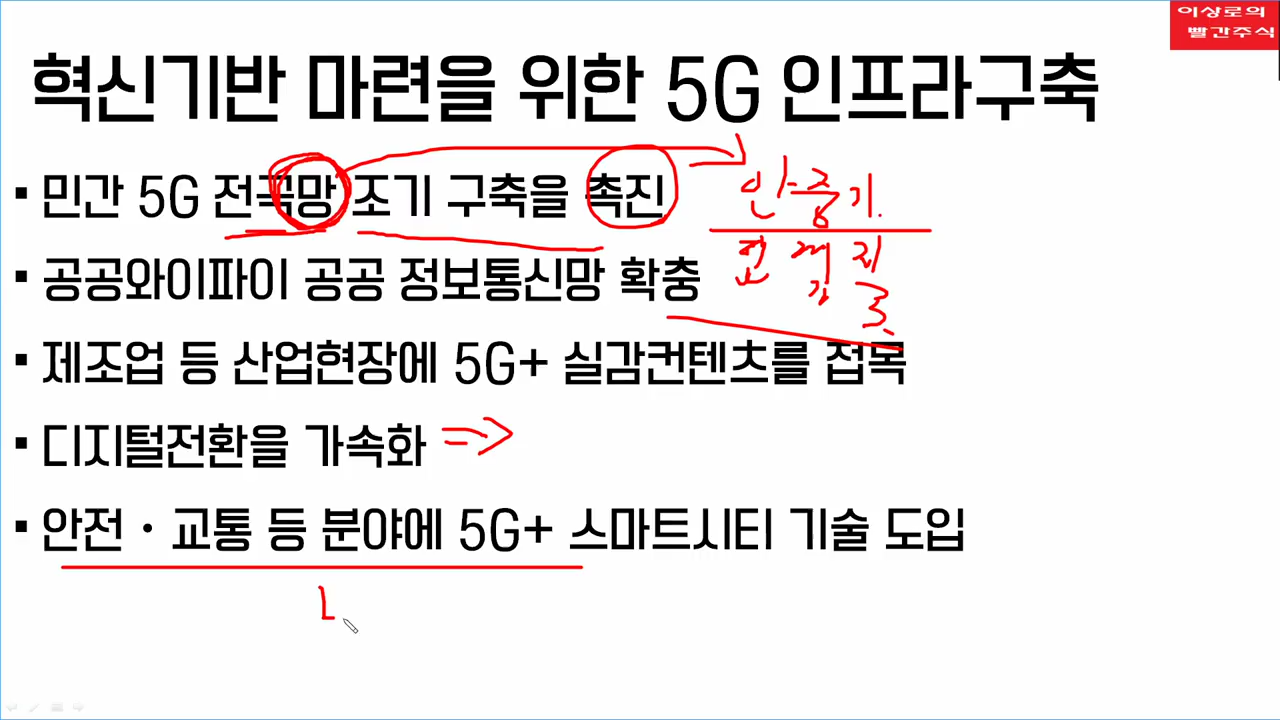 이상로의
빨간주식
혁신기반 마련을 위한 5G 인프라구축
▪ 민간 5G 전국망 조기 구축을 촉진
▪ 공공와이파이 공공 정보통신망 확충
▪ 제조업 등 산업현장에 5G+ 실감컨텐츠를 접목
▪ 디지털전환을 가속화 =>
▪ 안전・교통 등 분야에 5G+ 스마트시티 기술 도입